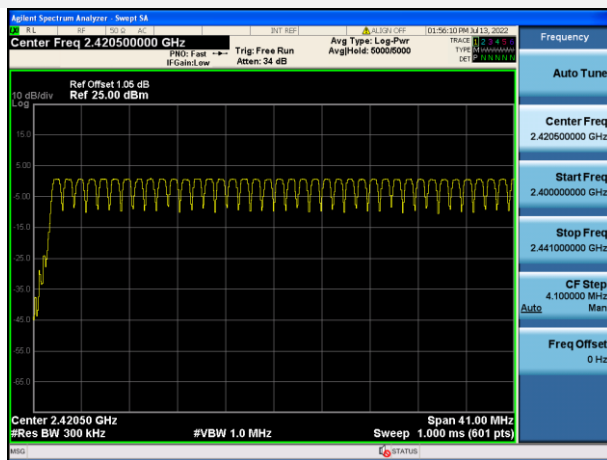 Agilent Spectrum Analyzer - Swept SA
RL RF 50 Ω AC INT REF ALIGN OFF 01:56:10 PM Jul 13, 2022
Center Freq 2.420500000 GHz
PNO: Fast
IFGain:Low
Trig: Free Run
Atten: 34 dB
Avg Type: Log-Pwr
Avg|Hold: 5000/5000
TRACE 1 2 3 4 5 6
TYPE M
DET P N N N N N
Frequency
Auto Tune
Ref Offset 1.05 dB
10 dB/div Ref 25.00 dBm
Log
15.0
5.00
-5.00
-15.0
-25.0
-35.0
-45.0
-55.0
-65.0
Center Freq
2.420500000 GHz
Start Freq
2.400000000 GHz
Stop Freq
2.441000000 GHz
CF Step
4.100000 MHz
Auto Man
Freq Offset
0 Hz
Center 2.42050 GHz Span 41.00 MHz
#Res BW 300 kHz #VBW 1.0 MHz Sweep 1.000 ms (601 pts)
MSG STATUS